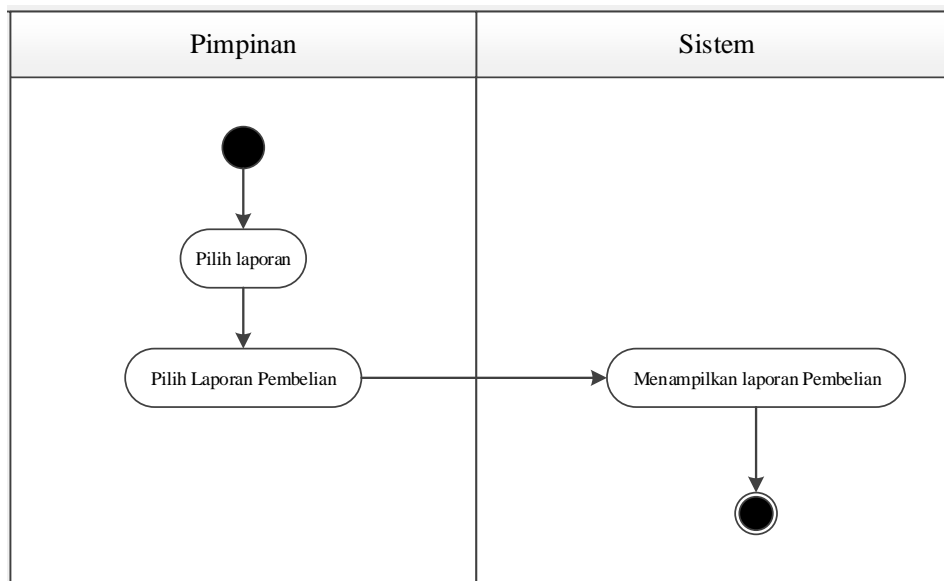 Pimpinan
Sistem
Pilih laporan
Pilih Laporan Pembelian
Menampilkan laporan Pembelian